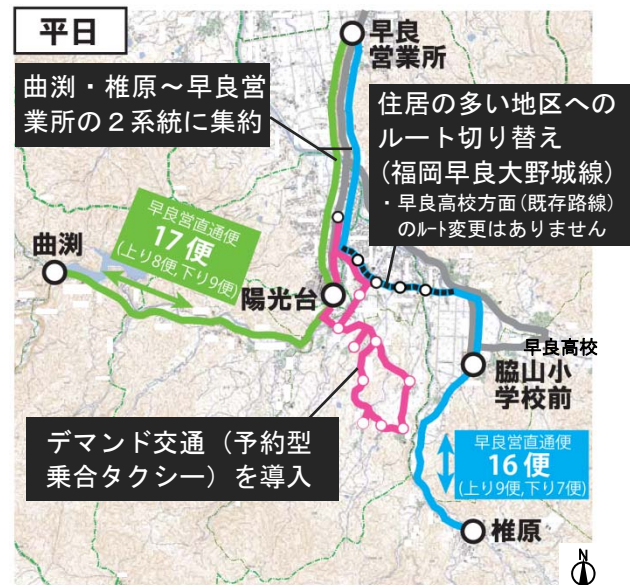 平日
早良
営業所
曲渕・椎原～早良営
業所の２系統に集約
住居の多い地区への
ルート切り替え
(福岡早良大野城線)
・早良高校方面(既存路線)
のﾙｰﾄ変更はありません
早良営直通便
17便
(上り8便,下り9便)
曲渕
陽光台
早良高校
脇山小
学校前
デマンド交通（予約型
乗合タクシー）を導入
早良営直通便
16便
(上り9便,下り7便)
椎原
N